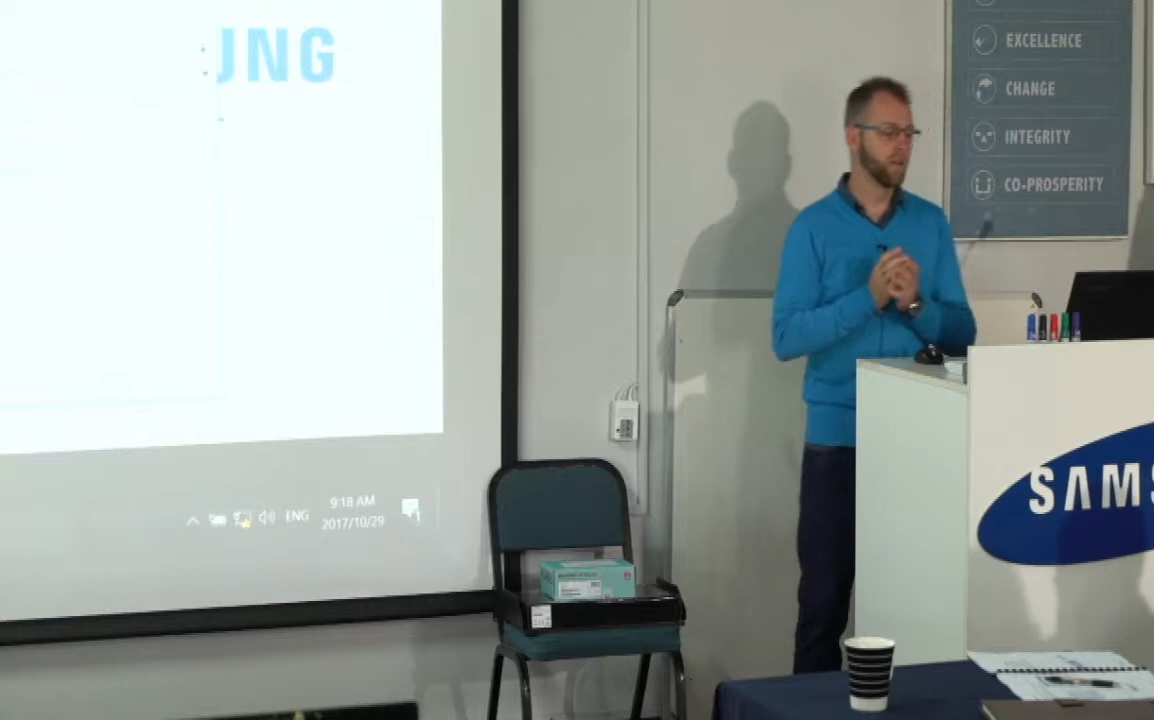 JNG
ENG
9:18 AM
2017/10/29
EXCELLENCE
CHANGE
INTEGRITY
CO-PROSPERITY
SAMS